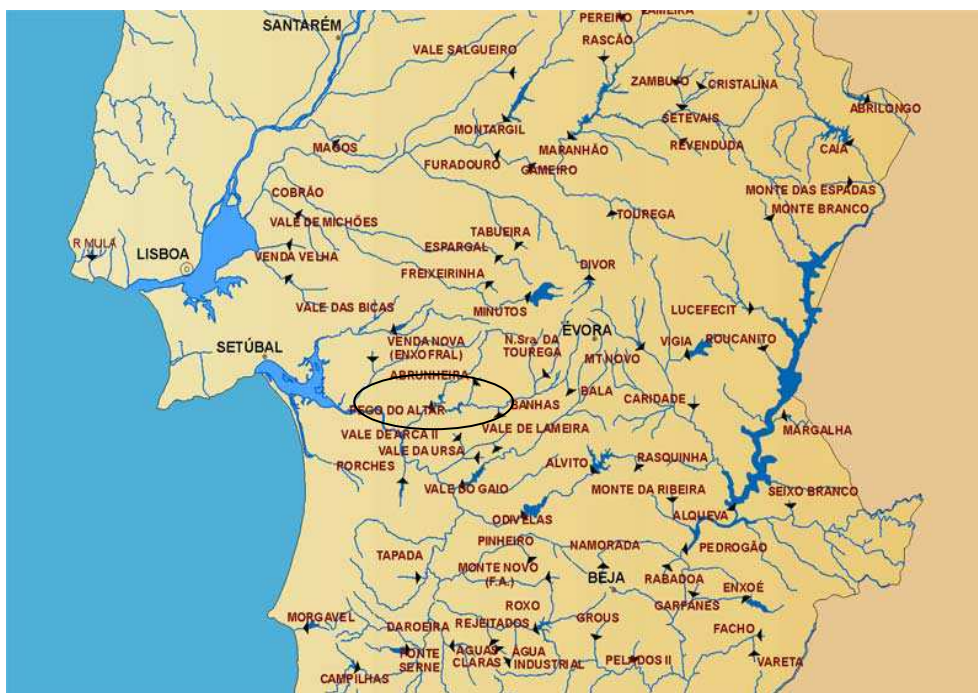 PEREIRO
SANTARÉM
RASCÃO
VALE SALGUEIRO
ZAMBUJO
CRISTALINA
ABRILONGO
SETEVAIS
MONTARGIL
MARANHÃO
REVENDUDA
CAIA
MAGOS
FURADOURO
GAMEIRO
MONTE DAS ESPADAS
COBRÃO
MONTE BRANCO
VALE DE MICHÕES
TOUREGA
TABUEIRA
R MULA
ESPARGAL
LISBOA
VENDA VELHA
DIVOR
FREIXEIRINHA
VALE DAS BICAS
MINUTOS
LUCEFECIT
ÉVORA
VENDA NOVA
(ENXOFRAL)
N.Sra. DA
TOUREGA
VIGIA
ROUCANITO
SETÚBAL
MT NOVO
ABRUNHEIRA
BALA
CARIDADE
PEGO DO ALTAR
BANHAS
VALE DE LAMEIRA
MARGALHA
VALE DE ARCA II
VALE DA URSA
PORCHES
ALVITO
RASQUINHA
VALE DO GAIO
MONTE DA RIBEIRA
SEIXO BRANCO
ODIVELAS
ALQUEVA
PINHEIRO
NAMORADA
PEDROGÃO
TAPADA
MONTE NOVO
(F.A.)
BEJA
RABADOA
ENXOÉ
ROXO
GARFANES
MORGAVEL
DAROEIRA
REJEITADOS
GROUS
FACHO
FONTE
SERNE
AGUAS
CLARAS
ÁGUA
INDUSTRIAL
PELADOS II
VARETA
CAMPILHAS